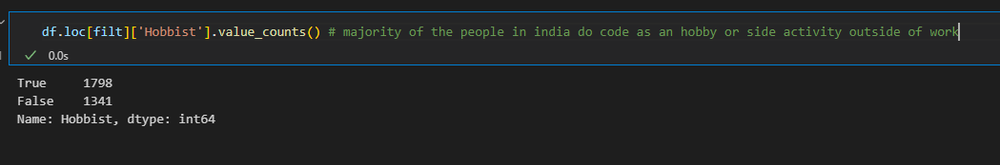 df.loc[filt]['Hobbist'].value_counts() # majority of the people in india do code as an hobby or side activity outside of work
0.0s
True 1798
False 1341
Name: Hobbist, dtype: int64